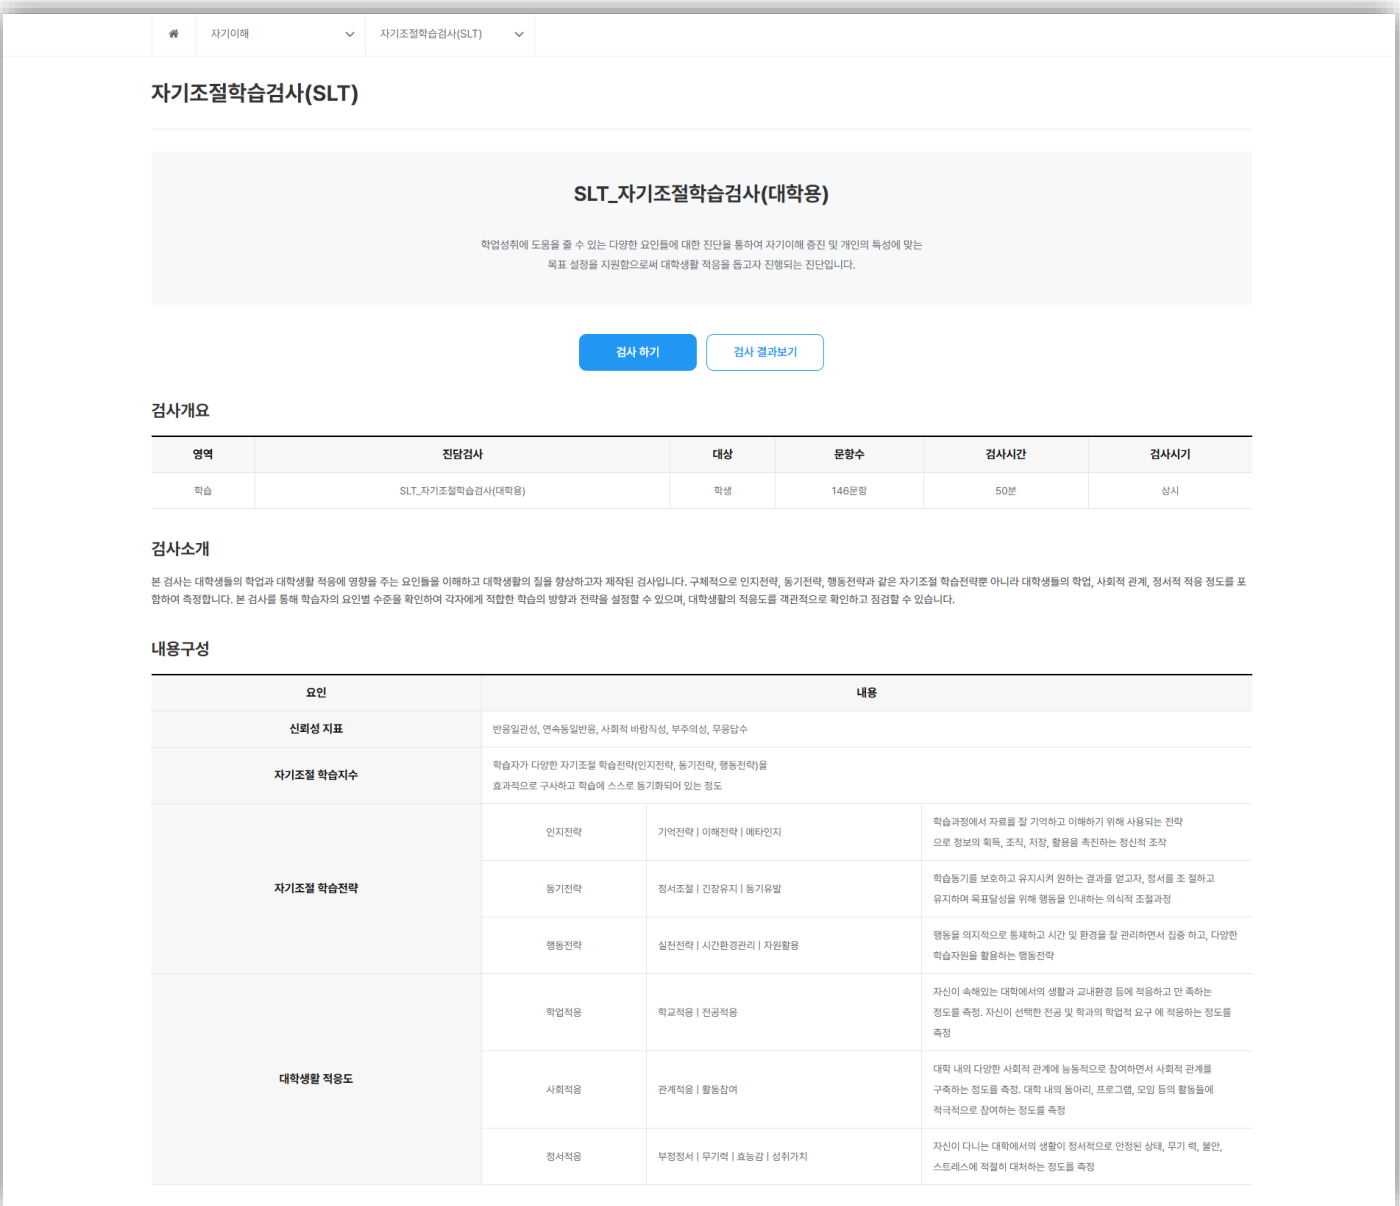 자기이해
자기조절학습검사(SLT)
자기조절학습검사(SLT)
SLT_자기조절학습검사(대학용)
학업성취에 도움을 줄 수 있는 다양한 요인들에 대한 진단을 통하여 자기이해 증진 및 개인의 특성에 맞는
목표 설정을 지원함으로써 대학생활 적응을 돕고자 진행되는 진단입니다.
검사 하기
검사 결과보기
검사개요
영역 진담검사 대상 문항수 검사시간 검사시기
학습 SLT_자기조절학습검사(대학용) 학생 146문항 50분 상시
검사소개
본 검사는 대학생들의 학업과 대학생활 적응에 영향을 주는 요인들을 이해하고 대학생활의 질을 향상하고자 제작된 검사입니다. 구체적으로 인지전략, 동기전략, 행동전략과 같은 자기조절 학습전략뿐 아니라 대학생들의 학업, 사회적 관계, 정서적 적응 정도를 포
함하여 측정합니다. 본 검사를 통해 학습자의 요인별 수준을 확인하여 각자에게 적합한 학습의 방향과 전략을 설정할 수 있으며, 대학생활의 적응도를 객관적으로 확인하고 점검할 수 있습니다.
내용구성
요인 내용
신뢰성 지표
반응일관성, 연속동일반응, 사회적 바람직성, 부주의성, 무응답수
자기조절 학습지수
학습자가 다양한 자기조절 학습전략(인지전략, 동기전략, 행동전략)을
효과적으로 구사하고 학습에 스스로 동기화되어 있는 정도
자기조절 학습전략
인지전략
기억전략 | 이해전략 | 메타인지
학습과정에서 자료를 잘 기억하고 이해하기 위해 사용되는 전략
으로 정보의 획득, 조직, 저장, 활용을 촉진하는 정신적 조작
동기전략
정서조절 | 긴장유지 | 동기유발
학습동기를 보호하고 유지시켜 원하는 결과를 얻고자, 정서를 조 절하고
유지하며 목표달성을 위해 행동을 인내하는 의식적 조절과정
행동전략
실천전략 | 시간환경관리 | 자원활용
행동을 의지적으로 통제하고 시간 및 환경을 잘 관리하면서 집중 하고, 다양한
학습자원을 활용하는 행동전략
대학생활 적응도
학업적응
학교적응 | 전공적응
자신이 속해있는 대학에서의 생활과 교내환경 등에 적응하고 만 족하는
정도를 측정. 자신이 선택한 전공 및 학과의 학업적 요구 에 적응하는 정도를
측정
사회적응
관계적응 | 활동참여
대학 내의 다양한 사회적 관계에 능동적으로 참여하면서 사회적 관계를
구축하는 정도를 측정. 대학 내의 동아리, 프로그램, 모임 등의 활동들에
적극적으로 참여하는 정도를 측정
정서적응
부정정서 | 무기력 | 효능감 | 성취가치
자신이 다니는 대학에서의 생활이 정서적으로 안정된 상태, 무기 력, 불안,
스트레스에 적절히 대처하는 정도를 측정